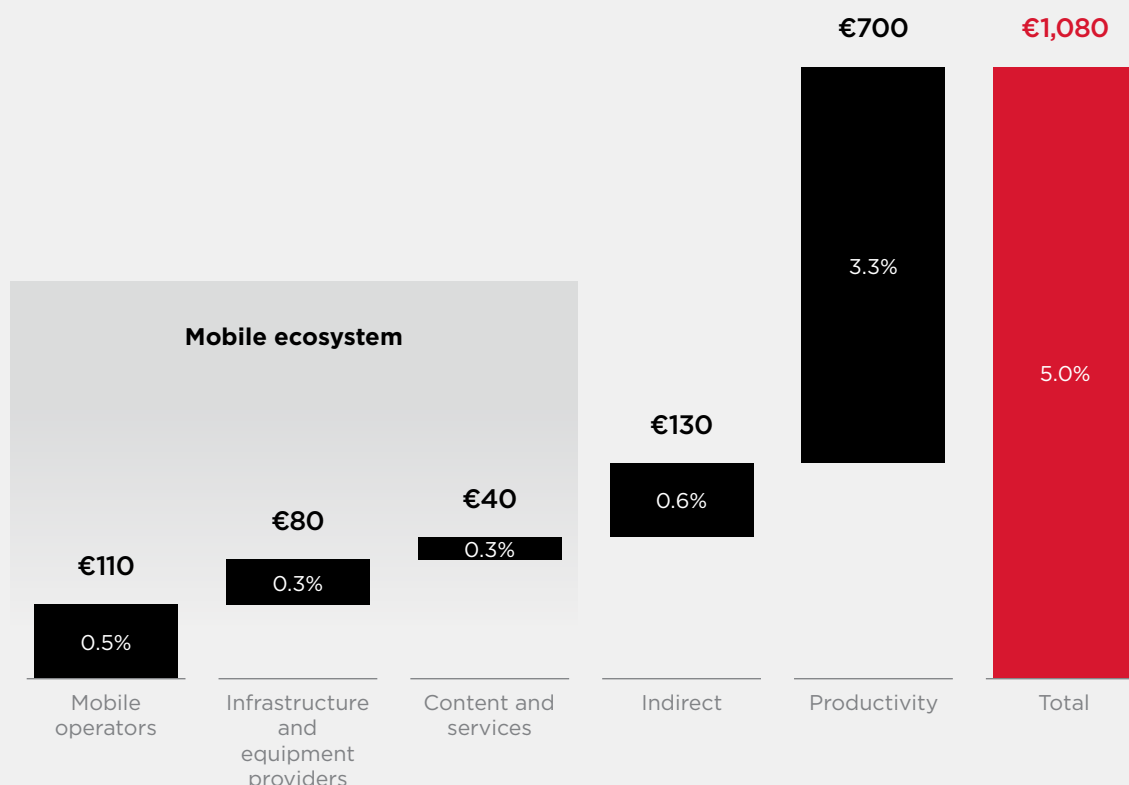 €700
€1,080
3.3%
Mobile ecosystem
5.0%
€130
€40
0.6%
€80
0.3%
€110
0.3%
0.5%
Mobile
operators
Infrastructure
and
equipment
providers
Content and
services
Indirect
Productivity
Total